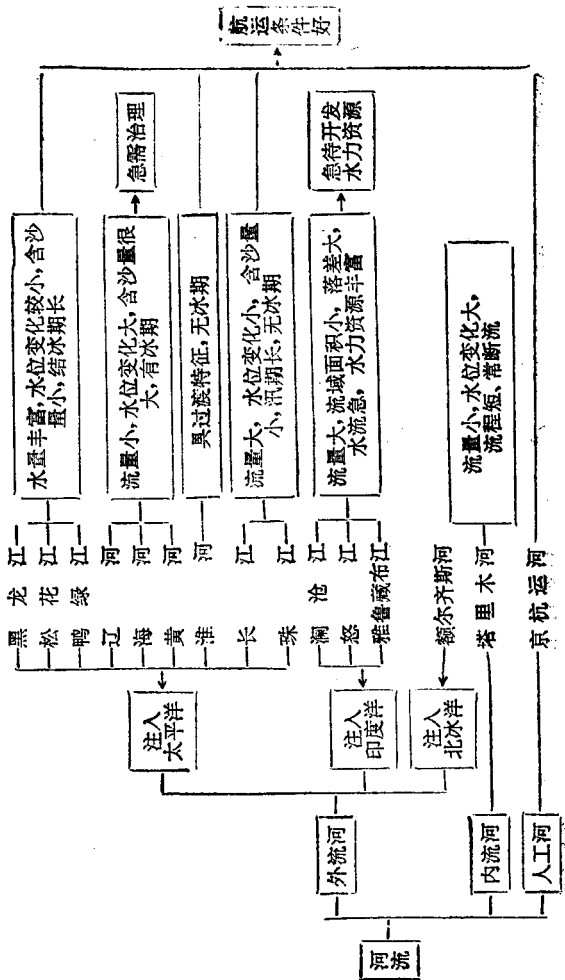 河流
外流河
内流河
人工河
注入
太平洋
注入
印度洋
注入
北冰洋
黑龙江
松花江
鸭绿江
辽河
海河
黄河
淮河
长江
珠江
澜沧江
怒江
雅鲁藏布江
额尔齐斯河
塔里木河
京杭运河
水量丰富，水位变化较小，含沙
量小，结冰期长
流量小，水位变化大，含沙量很
大，有冰期
具过渡特征，无冰期
流量大，水位变化小，含沙量
小，汛期长，无冰期
流量大，流域面积小，落差大，
水流急，水力资源丰富
流量小，水位变化大，
流程短、常断流
急需治理
急待开发
水力资源
航运
条件
好